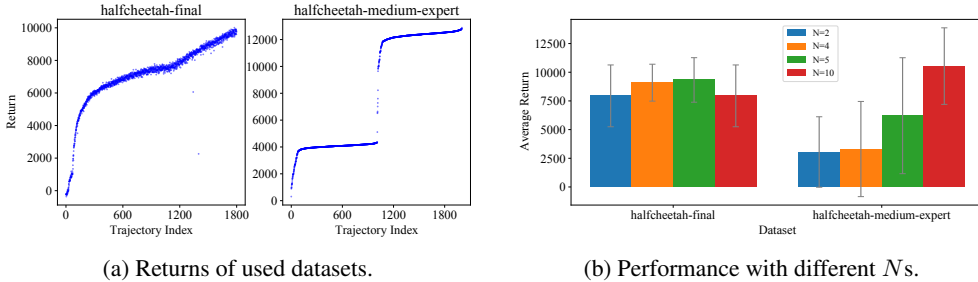 halfcheetah-final
halfcheetah-medium-expert
Return
10000
8000
6000
4000
2000
0
0 600 1200 1800
Trajectory Index
12000
10000
8000
6000
4000
2000
0
0 600 1200 1800
Trajectory Index
(a) Returns of used datasets.
Average Return
12500
10000
7500
5000
2500
0
N=2
N=4
N=5
N=10
halfcheetah-final halfcheetah-medium-expert
Dataset
(b) Performance with different Ns.